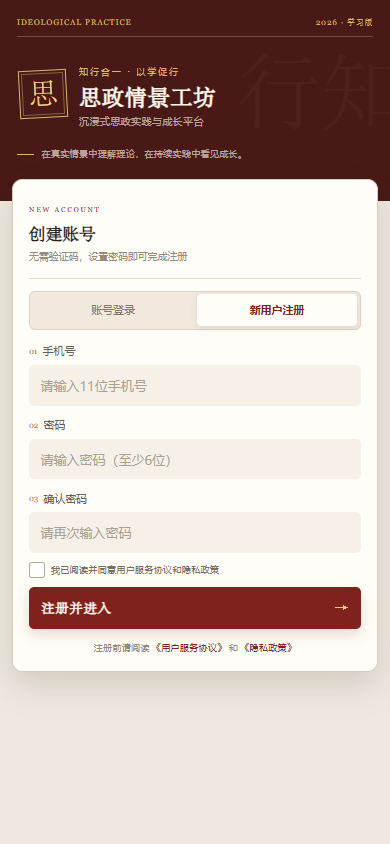 IDEOLOGICAL PRACTICE
2026 · 学习版
行知
思
知行合一 · 以学促行
思政情景工坊
沉浸式思政实践与成长平台
在真实情景中理解理论，在持续实践中看见成长。
NEW ACCOUNT
创建账号
无需验证码，设置密码即可完成注册
账号登录
新用户注册
01 手机号
请输入11位手机号
02 密码
请输入密码（至少6位）
03 确认密码
请再次输入密码
我已阅读并同意用户服务协议和隐私政策
注册并进入 →
注册前请阅读《用户服务协议》和《隐私政策》